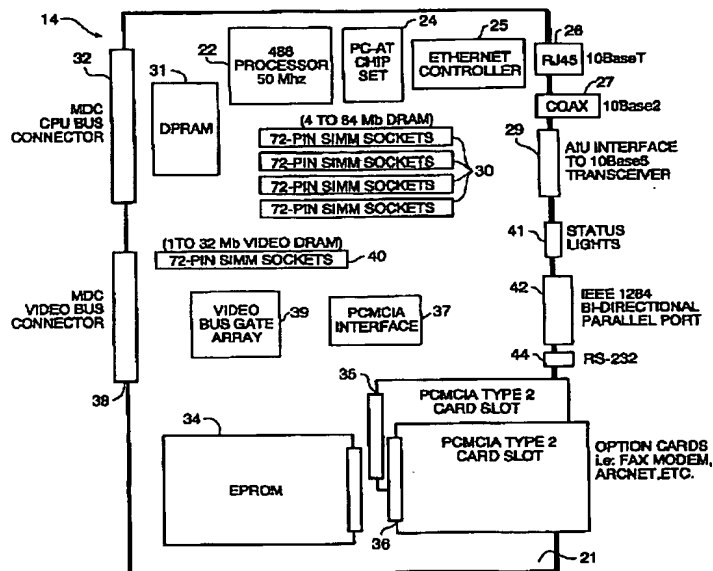 14
32
MDC
CPU BUS
CONNECTOR
31
DPRAM
22
486
PROCESSOR
50 Mhz
24
PC-AT
CHIP
SET
25
ETHERNET
CONTROLLER
26
RJ45
10BaseT
27
COAX
10Base2
(4 TO 64 Mb DRAM)
72-PIN SIMM SOCKETS
72-PIN SIMM SOCKETS
72-PIN SIMM SOCKETS
72-PIN SIMM SOCKETS
30
29
AIU INTERFACE
TO 10Base5
TRANSCEIVER
41
STATUS
LIGHTS
(1 TO 32 Mb VIDEO DRAM)
72-PIN SIMM SOCKETS
40
MDC
VIDEO BUS
CONNECTOR
38
VIDEO
BUS GATE
ARRAY
39
PCMCIA
INTERFACE
37
42
IEEE 1284
BI-DIRECTIONAL
PARALLEL PORT
44
RS-232
35
PCMCIA TYPE 2
CARD SLOT
34
EPROM
PCMCIA TYPE 2
CARD SLOT
36
OPTION CARDS
i.e: FAX MODEM,
ARCNET,ETC.
21